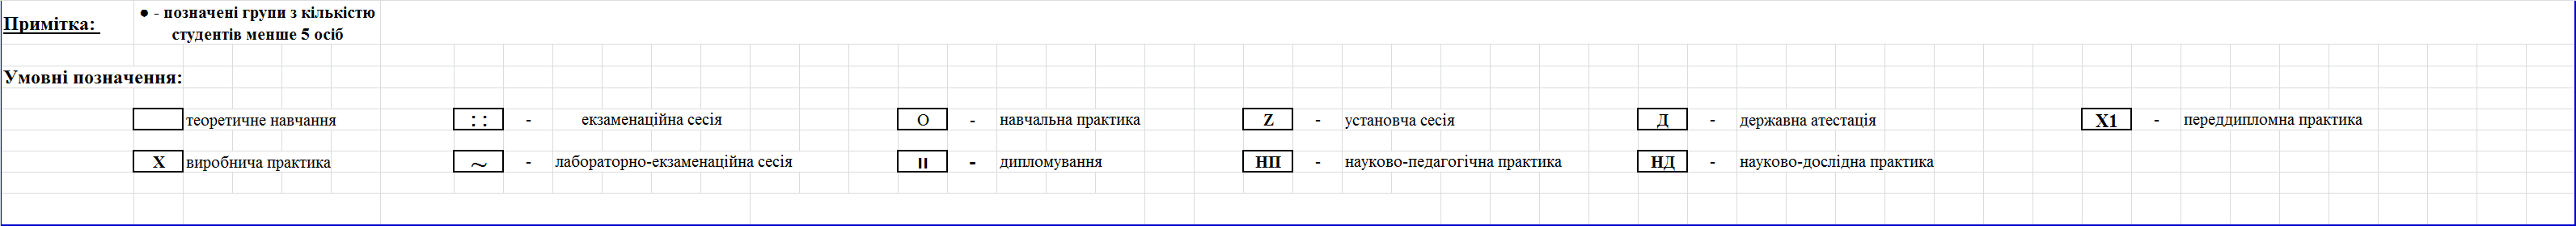 Примітка:
● - позначені групи з кількістю
студентів менше 5 осіб
Умовні позначення:
теоретичне навчання : : - екзаменаційна сесія О - навчальна практика Z - установча сесія Д - державна атестація Х1 - переддипломна практика
Х виробнича практика ~ - лабораторно-екзаменаційна сесія II - дипломування НП - науково-педагогічна практика НД - науково-дослідна практика